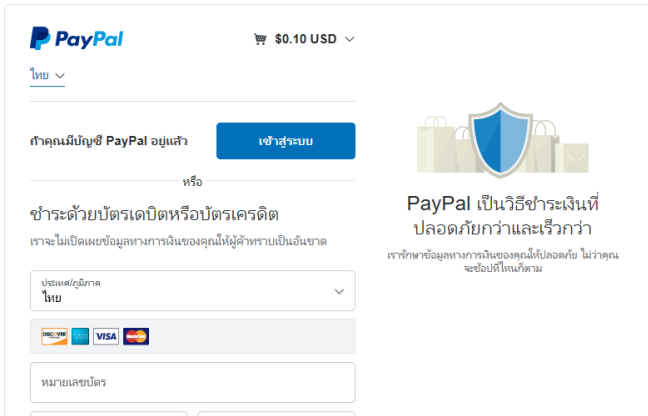 PayPal
$0.10 USD
ไทย
ถ้าคุณมีบัญชี PayPal อยู่แล้ว
เข้าสู่ระบบ
หรือ
ชำระด้วยบัตรเดบิตหรือบัตรเครดิต
เราจะไม่เปิดเผยข้อมูลทางการเงินของคุณให้ผู้ค้าทราบเป็นอันขาด
ประเทศ/ภูมิภาค
ไทย
DISCOVER
VISA
MasterCard
หมายเลขบัตร
PayPal เป็นวิธีชำระเงินที่
ปลอดภัยกว่าและเร็วกว่า
เรารักษาข้อมูลทางการเงินของคุณให้ปลอดภัย ไม่ว่าคุณ
จะช้อปที่ไหนก็ตาม